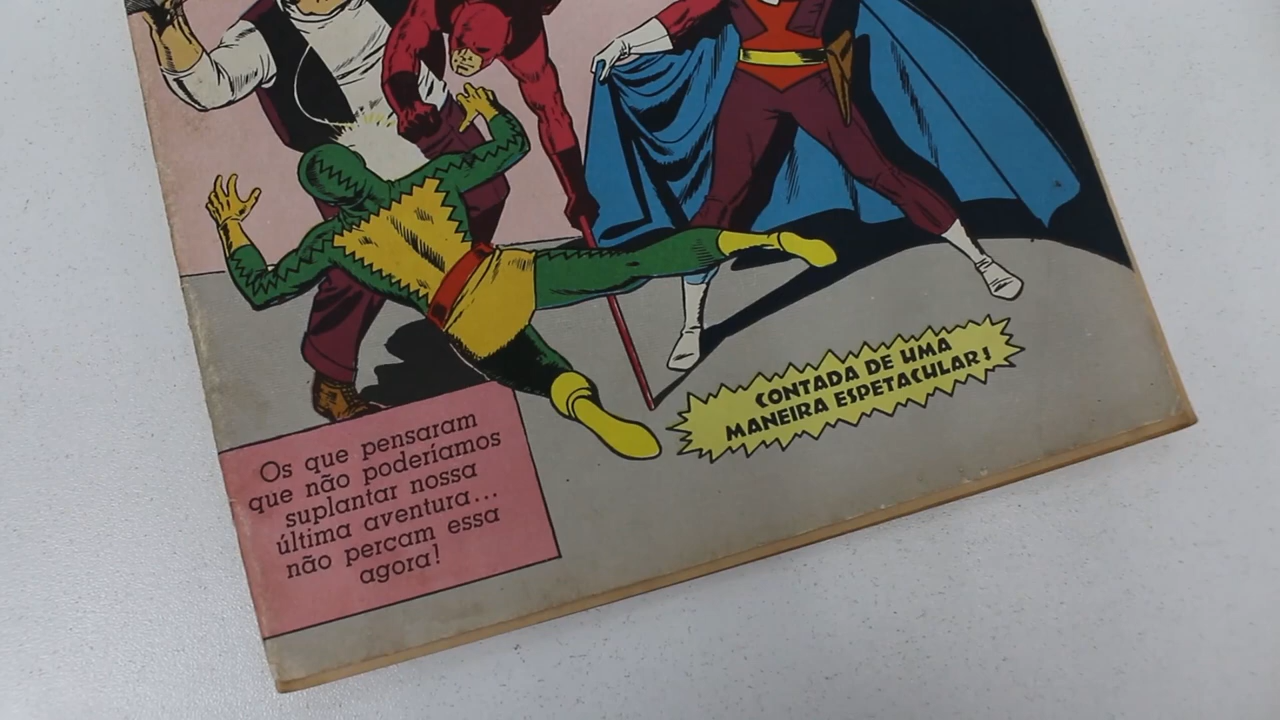 Os que pensaram
que não poderíamos
suplantar nossa
última aventura...
não percam essa
agora!
CONTADA DE UMA
MANEIRA ESPETACULAR!